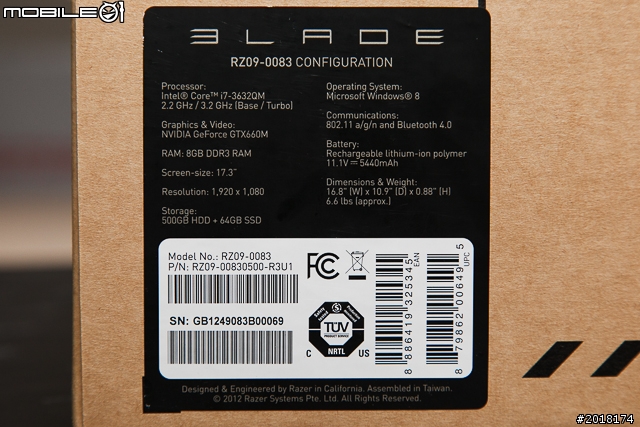 MOBILE01
BLADE
RZ09-0083 CONFIGURATION
Processor:
Intel® Core™ i7-3632QM
2.2 GHz / 3.2 GHz (Base / Turbo)
Graphics & Video:
NVIDIA GeForce GTX660M
RAM: 8GB DDR3 RAM
Screen-size: 17.3"
Resolution: 1,920 x 1,080
Storage:
500GB HDD + 64GB SSD
Operating System:
Microsoft Windows® 8
Communications:
802.11 a/g/n and Bluetooth 4.0
Battery:
Rechargeable lithium-ion polymer
11.1V ⎓ 5440mAh
Dimensions & Weight:
16.8" (W) x 10.9" (D) x 0.88" (H)
6.6 lbs (approx.)
Model No.: RZ09-0083
P/N: RZ09-00830500-R3U1
SN: GB1249083B00069
FCC
TÜV
PRODUCT SERVICE
C NRTL US
8 886419 325345
EAN
8 79862 00649 5
UPC
Designed & Engineered by Razer in California. Assembled in Taiwan.
© 2012 Razer Systems Pte. Ltd. All Rights Reserved.
#2018174